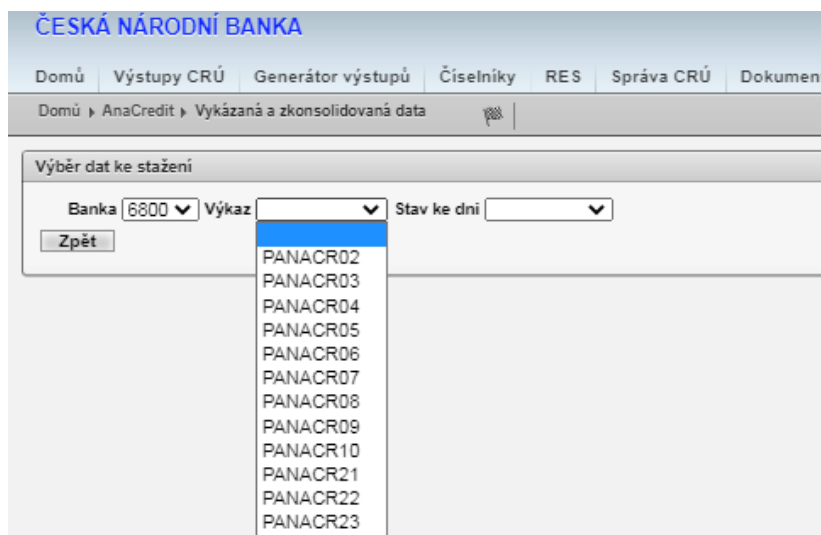 ČESKÁ NÁRODNÍ BANKA
Domů Výstupy CRÚ Generátor výstupů Číselníky RES Správa CRÚ Dokumen
Domů AnaCredit Vykázaná a zkonsolidovaná data
Výběr dat ke stažení
Banka 6800 Výkaz Stav ke dni
Zpět
PANACR02
PANACR03
PANACR04
PANACR05
PANACR06
PANACR07
PANACR08
PANACR09
PANACR10
PANACR21
PANACR22
PANACR23